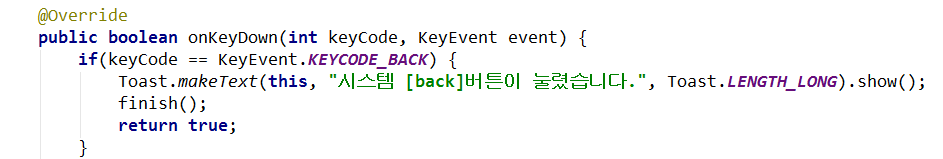 @Override
public boolean onKeyDown(int keyCode, KeyEvent event) {
if(keyCode == KeyEvent.KEYCODE_BACK) {
Toast.makeText(this, "시스템 [back]버튼이 눌렸습니다.", Toast.LENGTH_LONG).show();
finish();
return true;
}